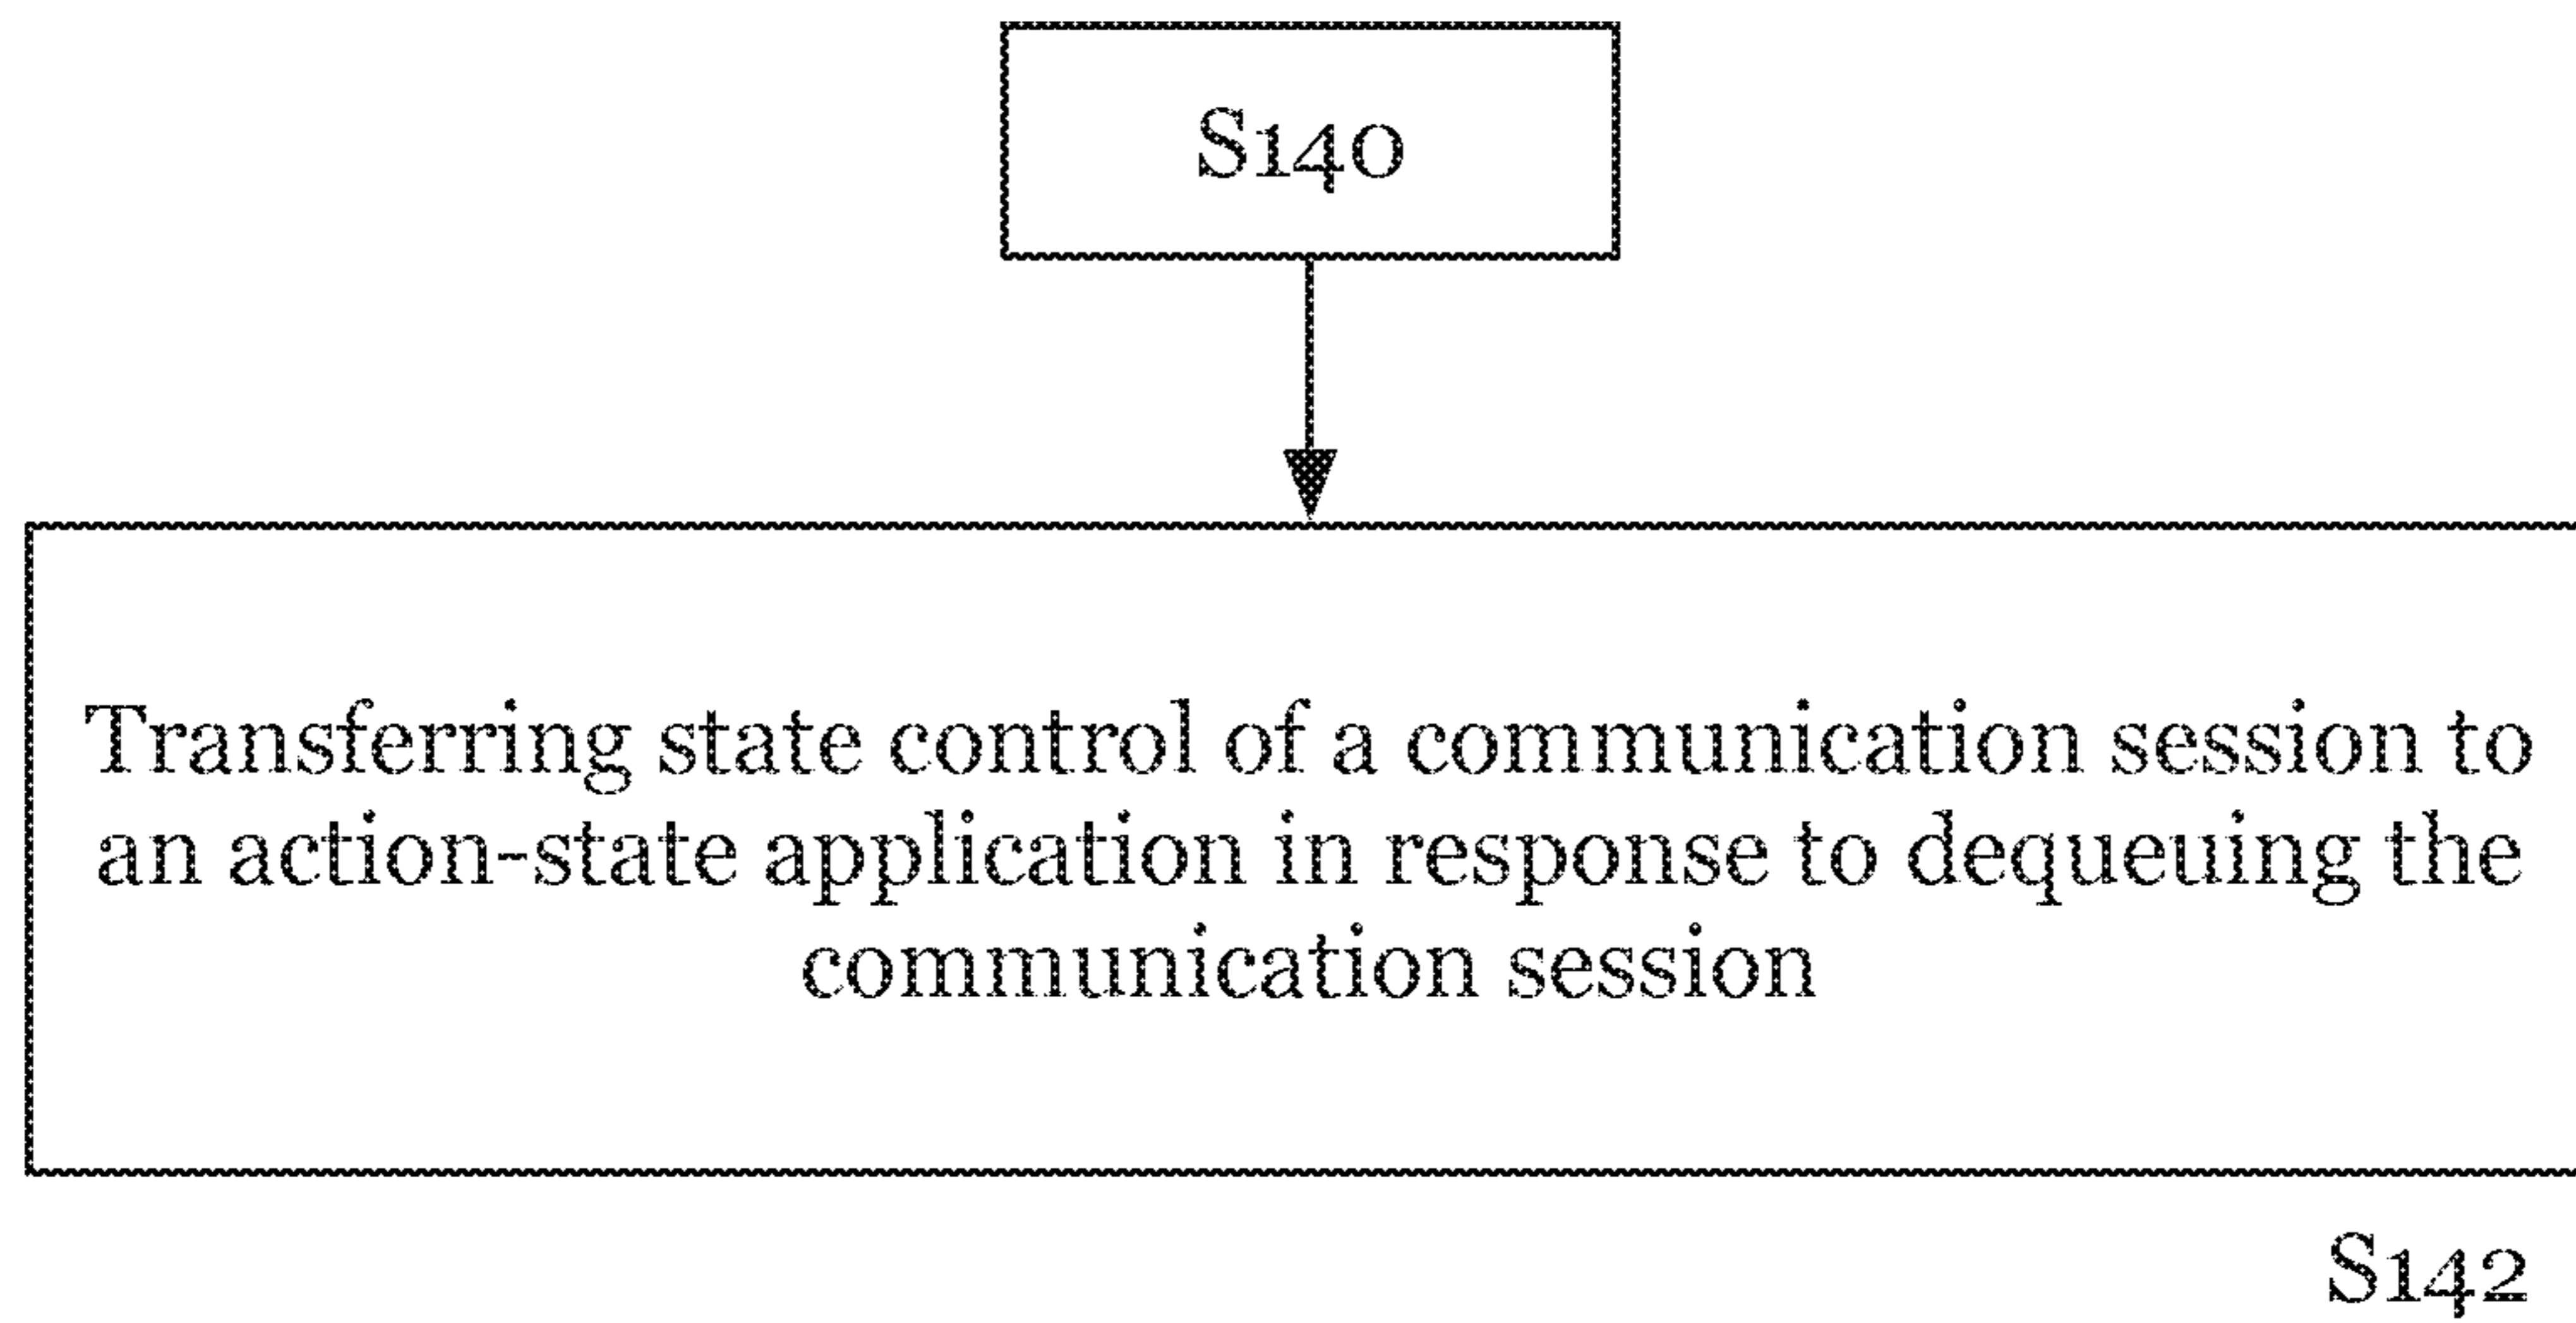 S140
Transferring state control of a communication session to
an action-state application in response to dequeuing the
communication session
S142